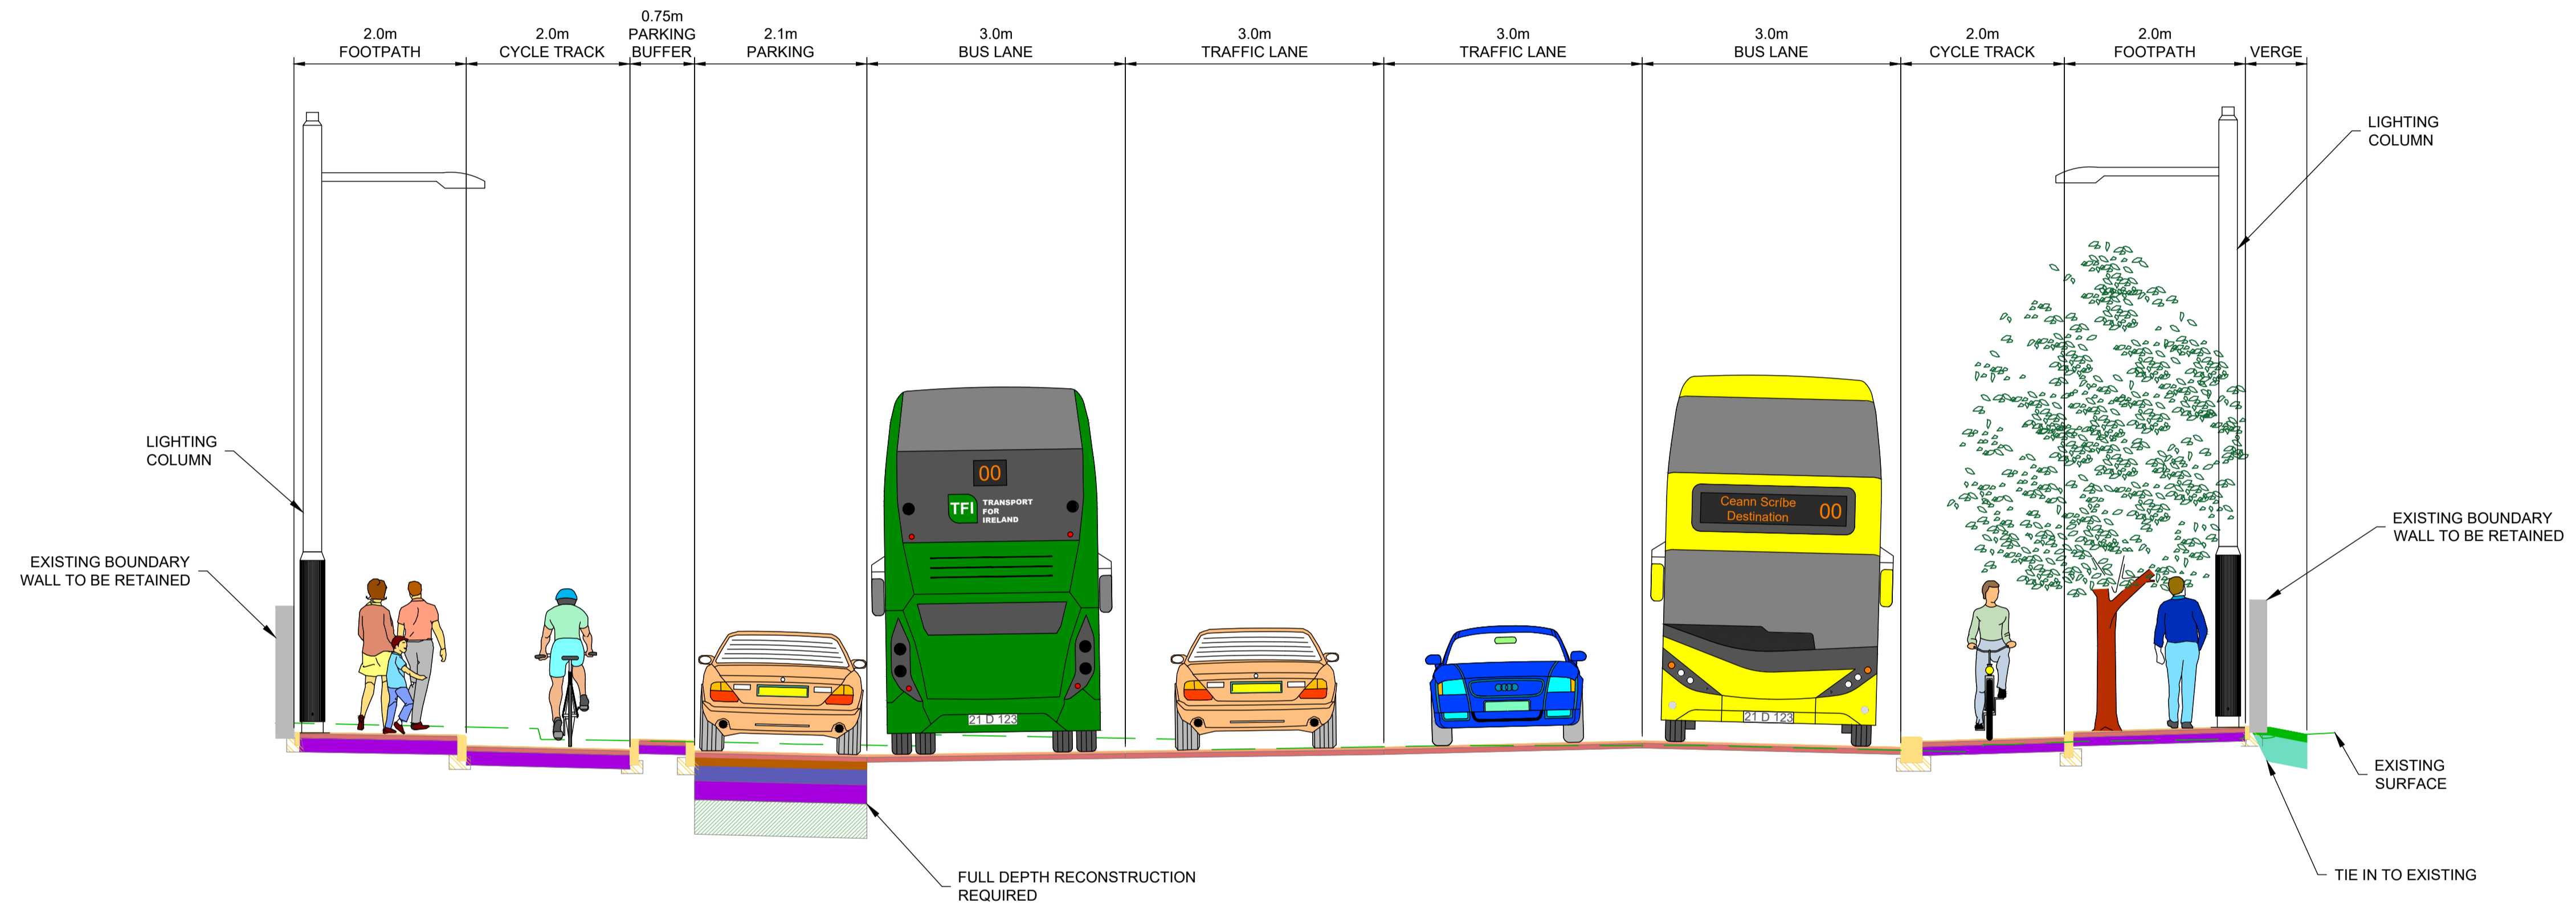 2.0m
FOOTPATH
2.0m
CYCLE TRACK
0.75m
PARKING
BUFFER
2.1m
PARKING
3.0m
BUS LANE
3.0m
TRAFFIC LANE
3.0m
TRAFFIC LANE
3.0m
BUS LANE
2.0m
CYCLE TRACK
2.0m
FOOTPATH
VERGE
LIGHTING
COLUMN
LIGHTING
COLUMN
EXISTING BOUNDARY
WALL TO BE RETAINED
00
TFI
TRANSPORT
FOR
IRELAND
21 D 123
Ceann Scríbe
Destination
00
21 D 123
EXISTING BOUNDARY
WALL TO BE RETAINED
EXISTING
SURFACE
FULL DEPTH RECONSTRUCTION
REQUIRED
TIE IN TO EXISTING